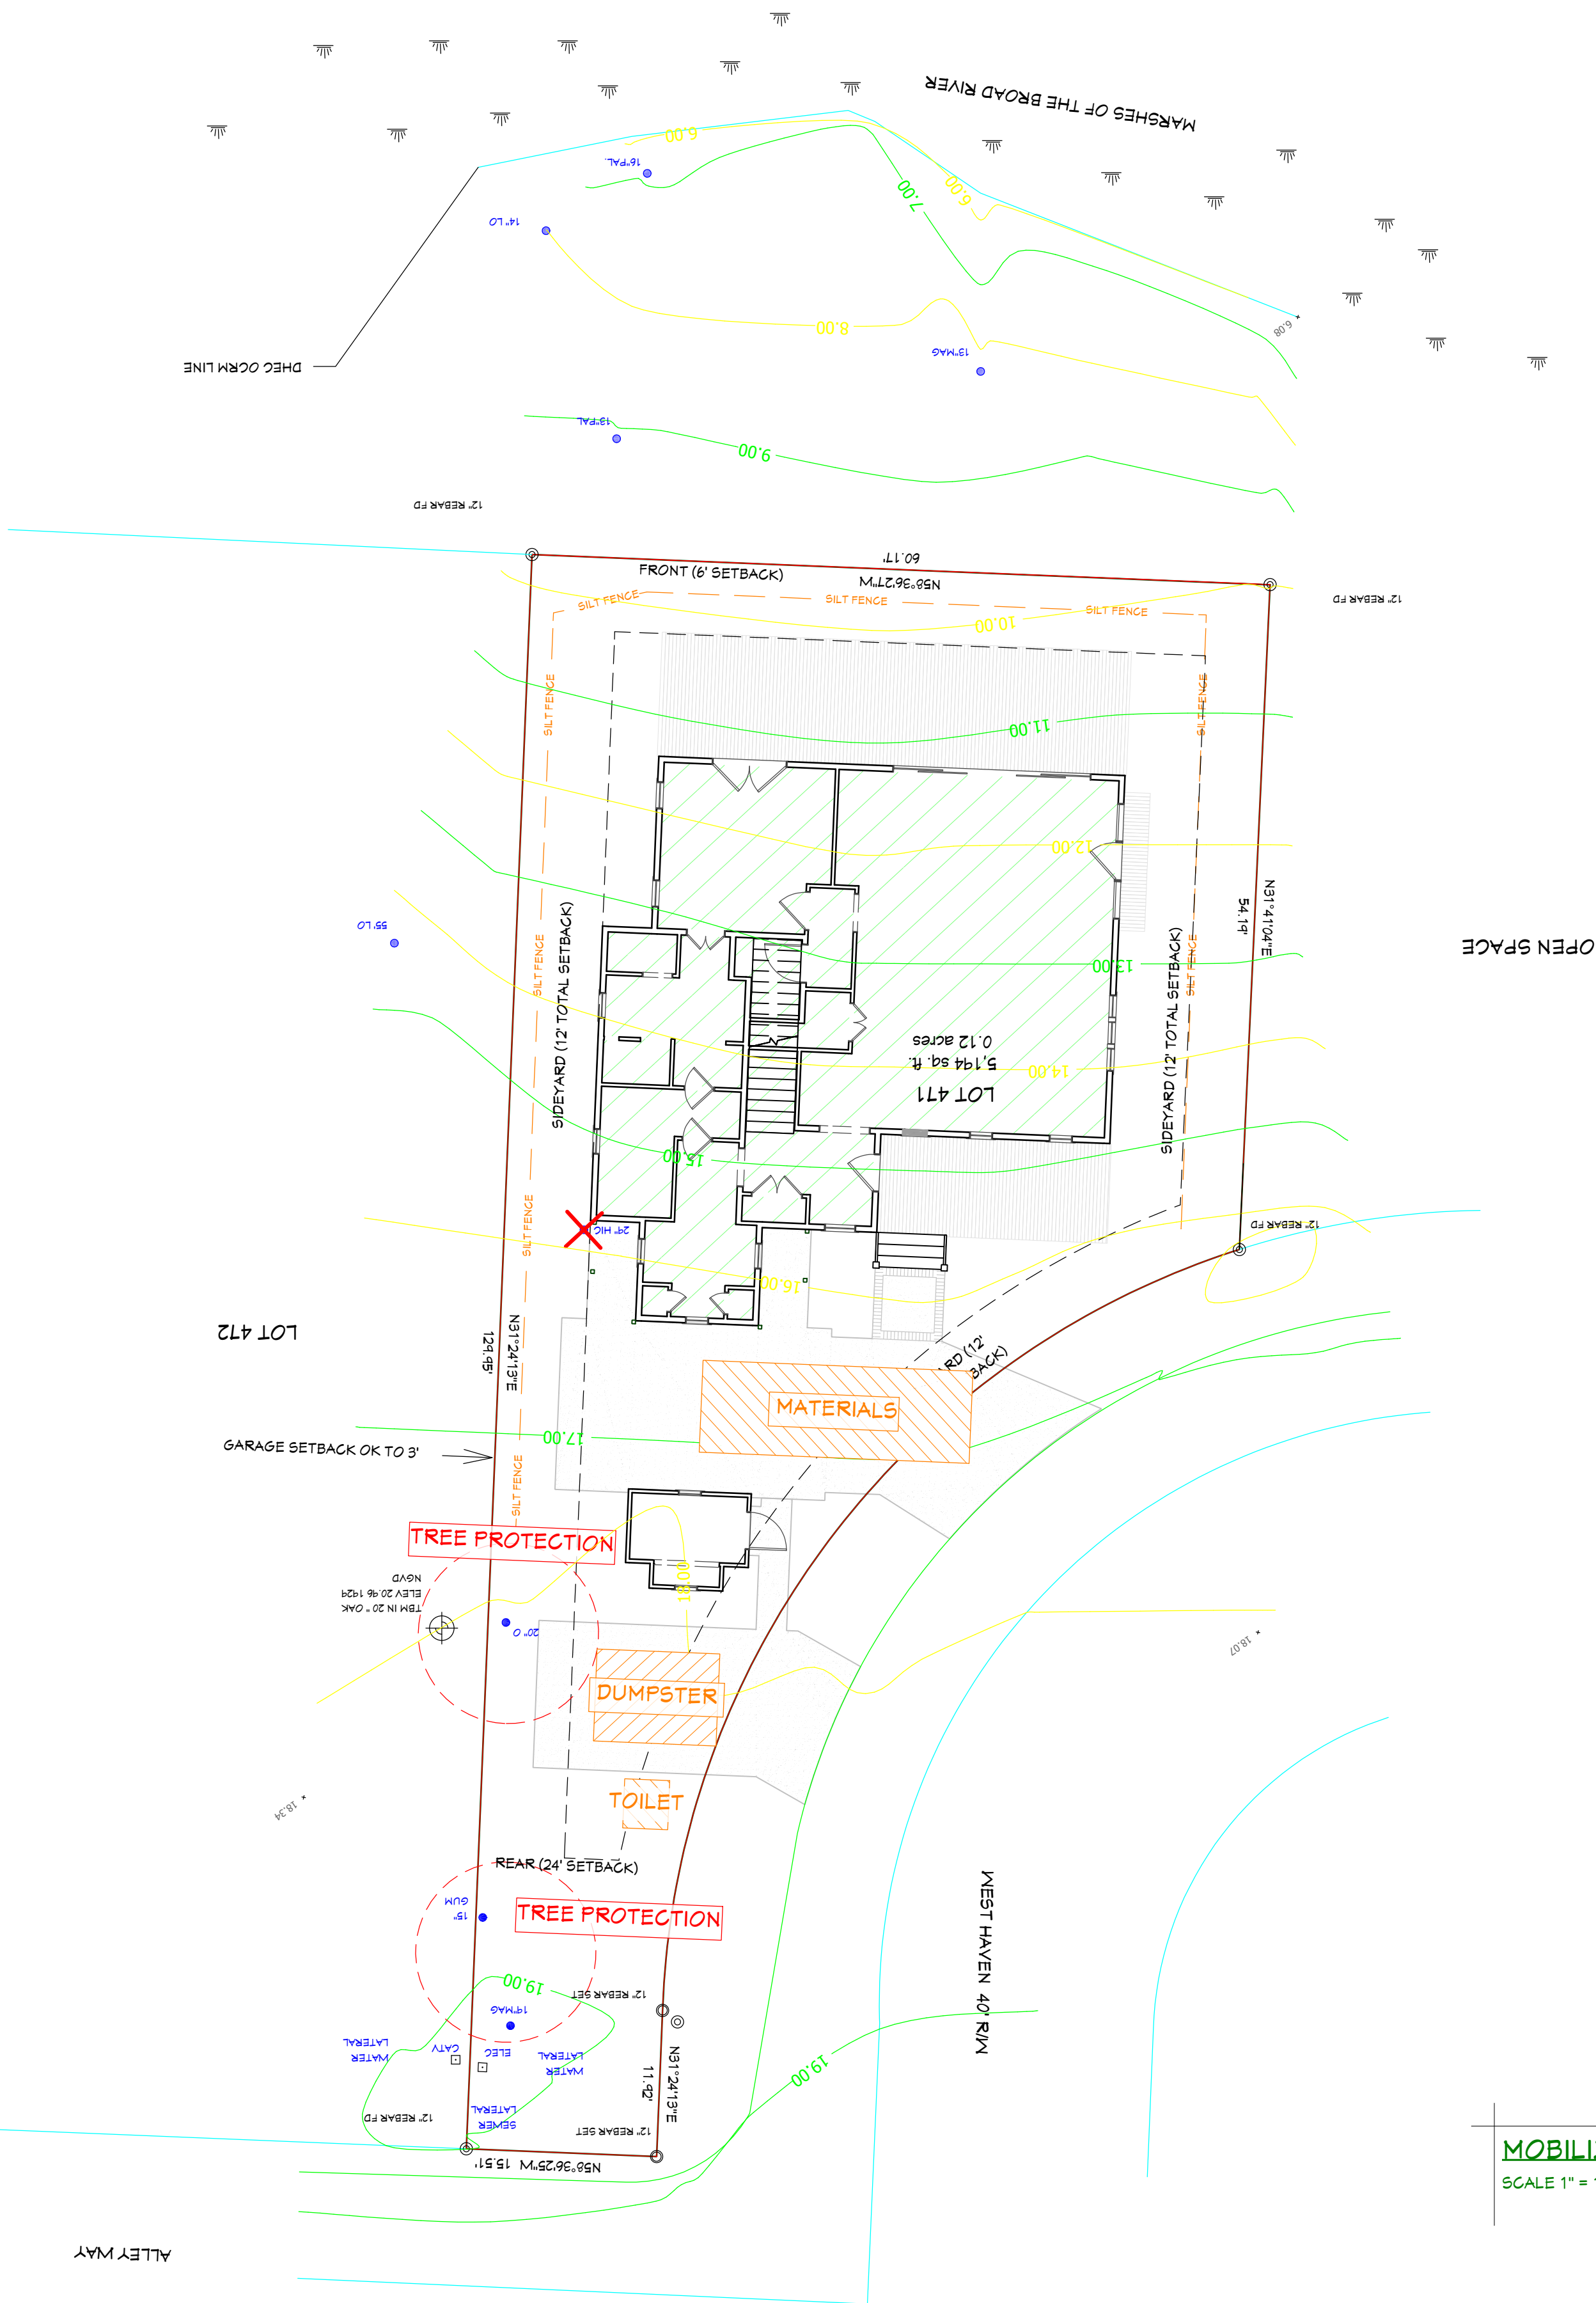 MARSHES OF THE BROAD RIVER
6.00
16"PAL.
14" LO
7.00
6.00
8.00
6.08
DHEC OCRM LINE
13"MAG
13"PAL
9.00
12" REBAR FD
60.17'
FRONT (6' SETBACK)
N58°36'27"W
12" REBAR FD
SILT FENCE
SILT FENCE
SILT FENCE
10.00
SILT FENCE
SILT FENCE
11.00
12.00
55' LO
SIDEYARD (12' TOTAL SETBACK)
SILT FENCE
13.00
SILT FENCE
SIDEYARD (12' TOTAL SETBACK)
54.19'
N31°41'04"E
OPEN SPACE
LOT 471
5,194 sq. ft.
0.12 acres
14.00
15.00
SILT FENCE
29" HIC
12" REBAR FD
16.00
LOT 472
129.95'
N31°24'13"E
ARD (12'
BACK)
MATERIALS
17.00
GARAGE SETBACK OK TO 3'
SILT FENCE
TREE PROTECTION
TBM IN 20" OAK
ELEV 20.96 1929
NGVD
20" O
18.00
18.07
DUMPSTER
18.34
TOILET
REAR (24' SETBACK)
15"
GUM
TREE PROTECTION
WEST HAVEN 40' R/W
19.00
12" REBAR SET
19"MAG
WATER
LATERAL
CATV
ELEC
WATER
LATERAL
N31°24'13"E
11.92'
19.00
12" REBAR FD
SEWER
LATERAL
12" REBAR SET
N58°36'25"W 15.51'
MOBILI
SCALE 1" = 1
ALLEY WAY